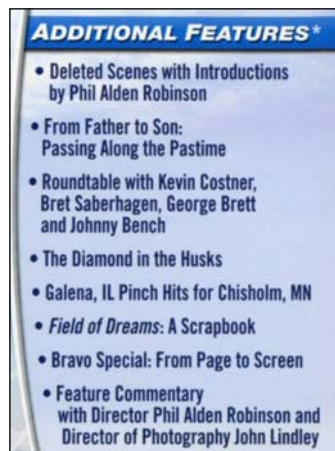 ADDITIONAL FEATURES*
• Deleted Scenes with Introductions
by Phil Alden Robinson
• From Father to Son:
Passing Along the Pastime
• Roundtable with Kevin Costner,
Bret Saberhagen, George Brett
and Johnny Bench
• The Diamond in the Husks
• Galena, IL Pinch Hits for Chisholm, MN
• Field of Dreams: A Scrapbook
• Bravo Special: From Page to Screen
• Feature Commentary
with Director Phil Alden Robinson and
Director of Photography John Lindley